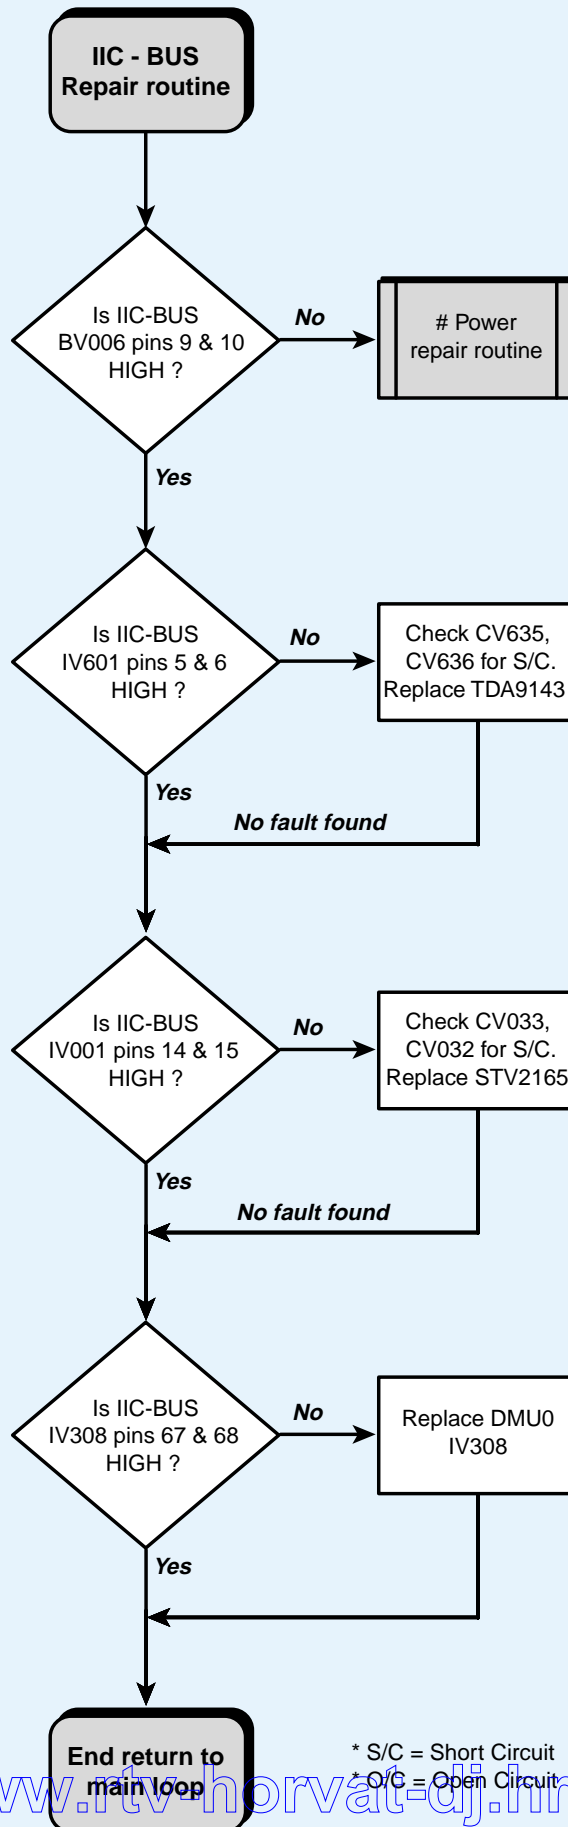 IIC - BUS
Repair routine
Is IIC-BUS
BV006 pins 9 & 10
HIGH ?
No
# Power
repair routine
Yes
Is IIC-BUS
IV601 pins 5 & 6
HIGH ?
No
Check CV635,
CV636 for S/C.
Replace TDA9143
Yes
No fault found
Is IIC-BUS
IV001 pins 14 & 15
HIGH ?
No
Check CV033,
CV032 for S/C.
Replace STV2165
Yes
No fault found
Is IIC-BUS
IV308 pins 67 & 68
HIGH ?
No
Replace DMU0
IV308
Yes
End return to
main loop
* S/C = Short Circuit
* O/C = Open Circuit
www.rtv-horvat-dj.hr